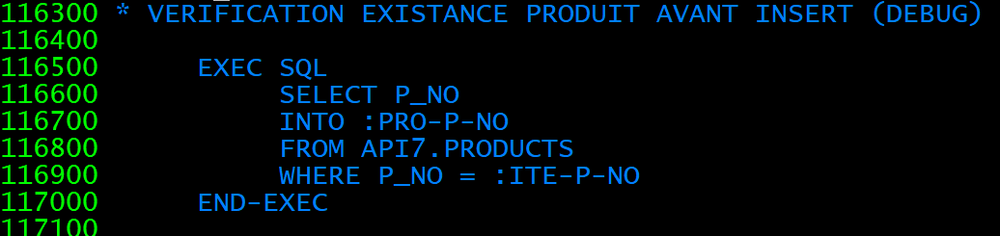 116300 * VERIFICATION EXISTANCE PRODUIT AVANT INSERT (DEBUG)
116400
116500 EXEC SQL
116600 SELECT P_NO
116700 INTO :PRO-P-NO
116800 FROM API7.PRODUCTS
116900 WHERE P_NO = :ITE-P-NO
117000 END-EXEC
117100